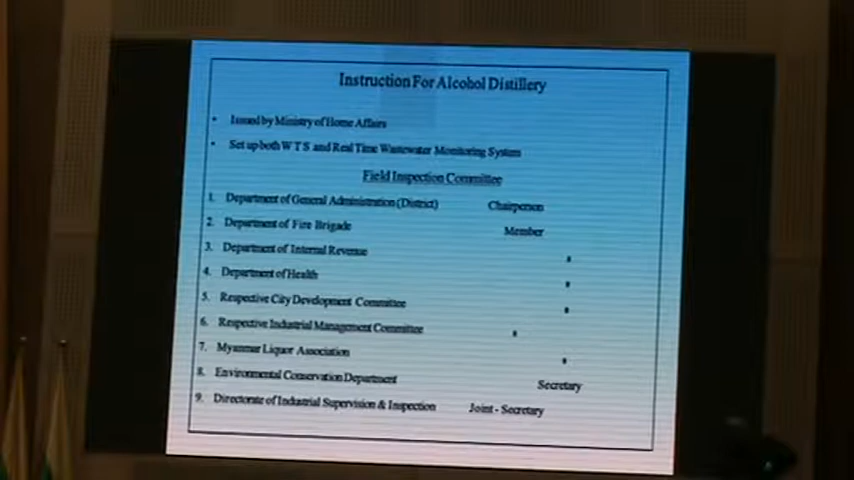 Instruction For Alcohol Distillery
• Issued by Ministry of Home Affairs
• Set up both W T S and Real Time Wastewater Monitoring System
Field Inspection Committee
1. Department of General Administration (District) Chairperson
2. Department of Fire Brigade Member
3. Department of Internal Revenue "
4. Department of Health "
5. Respective City Development Committee "
6. Respective Industrial Management Committee "
7. Myanmar Liquor Association "
8. Environmental Conservation Department Secretary
9. Directorate of Industrial Supervision & Inspection Joint - Secretary